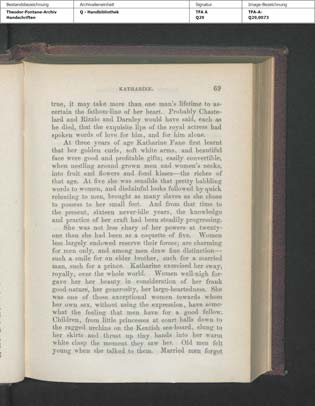 Bestandsbezeichnung Archivaliereinheit Signatur Image-Bezeichnung
Theodor-Fontane-Archiv Q - Handbibliothek TFA A TFA-A-
Handschriften Q29 Q29,0073
KATHARINE. 69
true, it may take more than one man's lifetime to as-
certain the fathom-line of her heart. Probably Chaste-
lard and Rizzio and Darnley would have said, each as
he died, that the exquisite lips of the royal actress had
spoken words of love for him, and for him alone.
At three years of age Katharine Fane first learnt
that her golden curls, soft white arms, and beautiful
face were good and profitable gifts; easily convertible,
when nestling around grown men and women's necks,
into fruit and flowers and fond kisses—the riches of
that age. At five she was sensible that pretty babbling
words to women, and disdainful looks followed by quick
relenting to men, brought as many slaves as she chose
to possess to her small feet. And from that time to
the present, sixteen never-idle years, the knowledge
and practice of her craft had been steadily progressing.
She was not less chary of her powers at twenty-
one than she had been as a coquette of five. Women
less largely endowed reserve their forces; are charming
for men only, and among men draw fine distinction—
such a smile for an elder brother, such for a married
man, such for a prince. Katharine exercised her sway,
royally, over the whole world. Women well-nigh for-
gave her her beauty in consideration of her frank
good-nature, her generosity, her large-heartedness. She
was one of those exceptional women towards whom
her own sex, without using the expression, have some-
what the feeling that men have for a good fellow.
Children, from little princesses at court balls down to
the ragged urchins on the Kentish sea-board, clung to
her skirts and thrust up tiny hands into her warm
white clasp the moment they saw her. Old men felt
young when she talked to them. Married men forgot